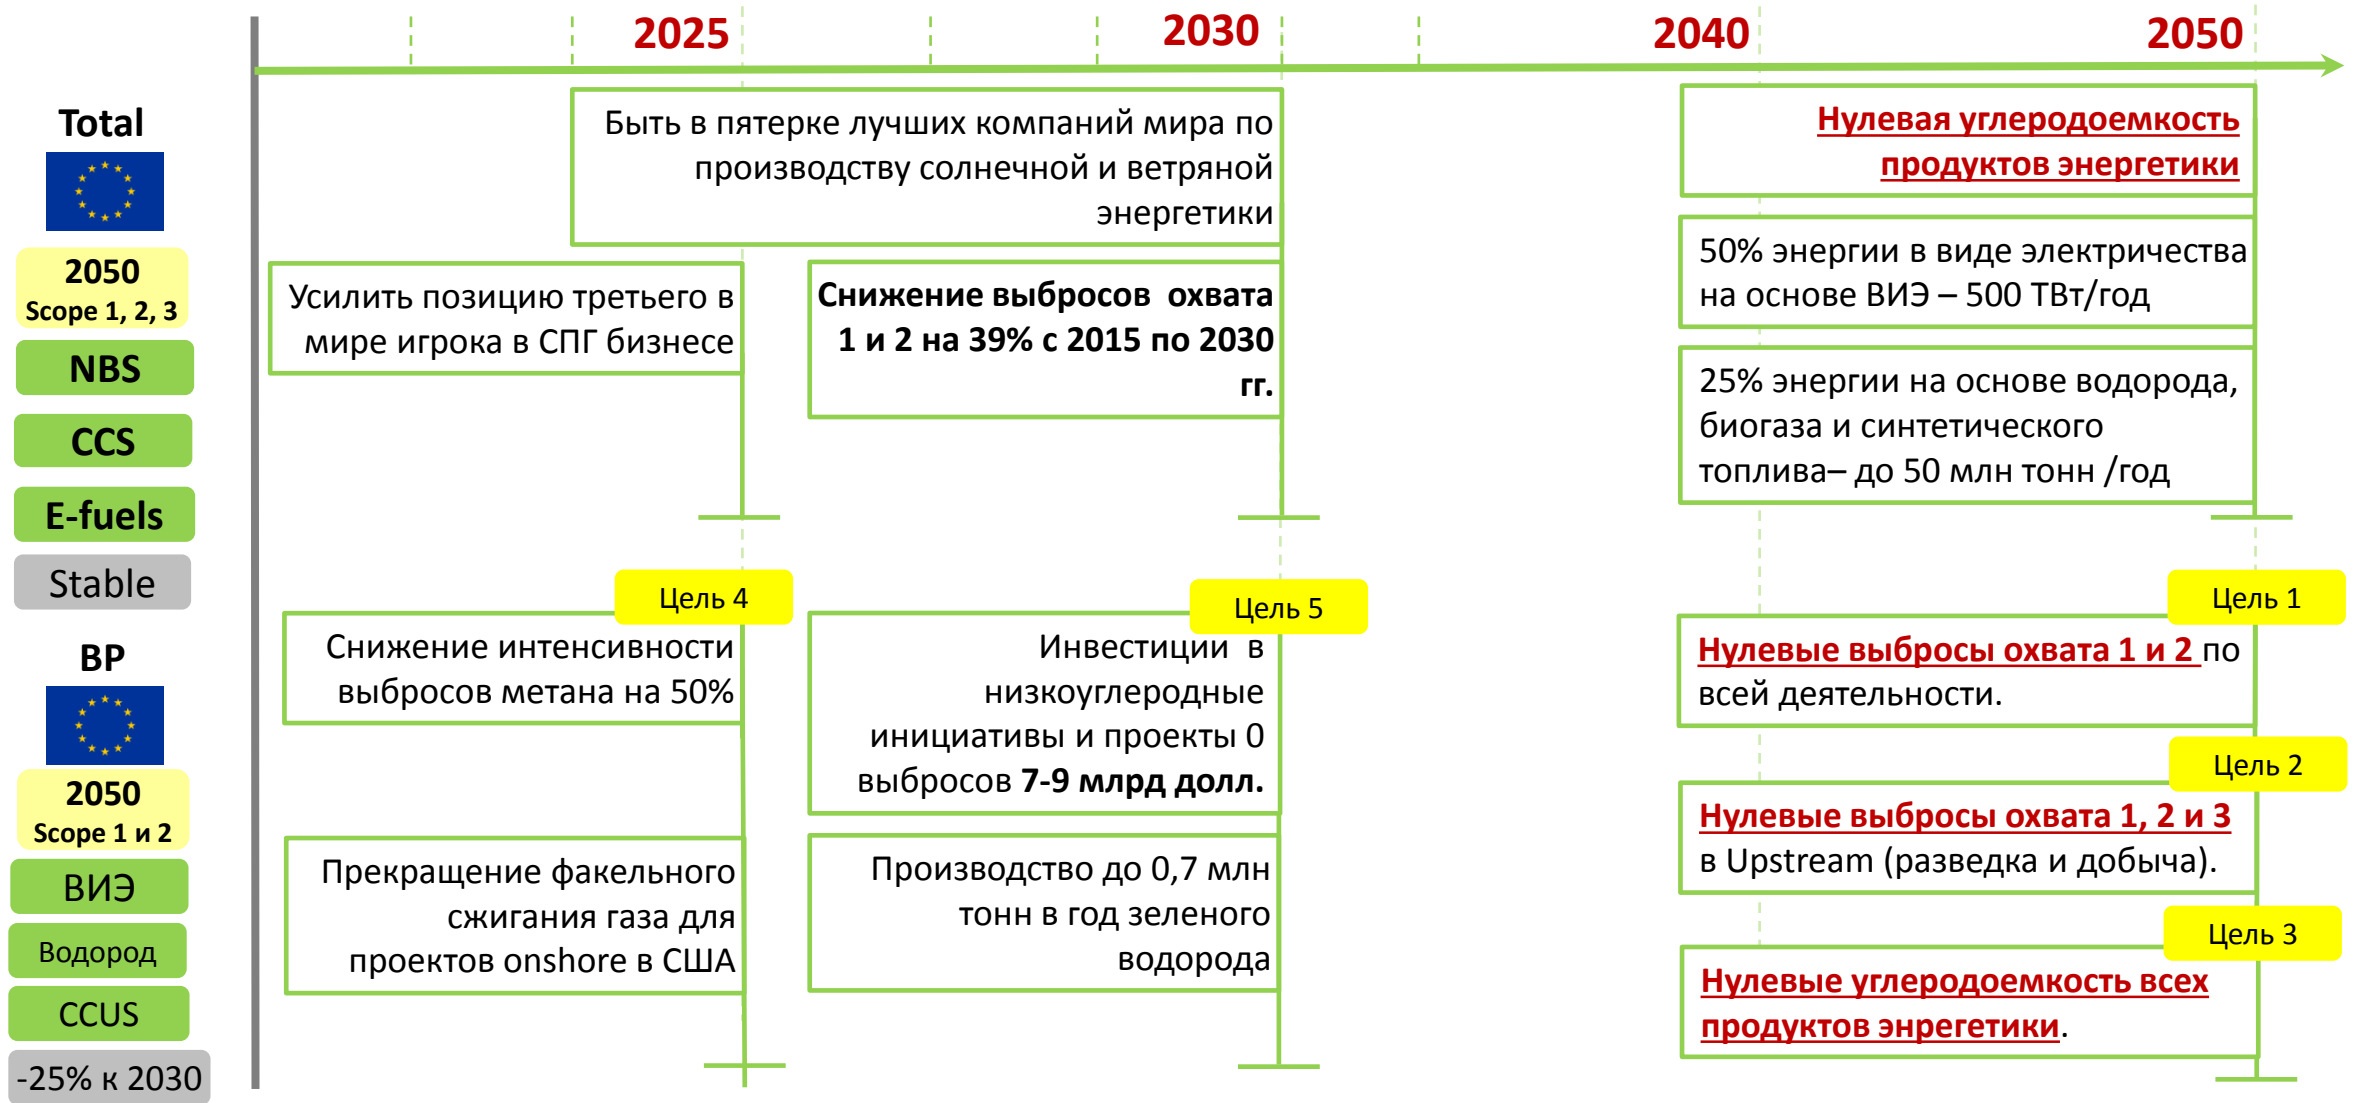 2025
2030
2040
2050
Total
2050
Scope 1, 2, 3
NBS
CCS
E-fuels
Stable
Быть в пятерке лучших компаний мира по
производству солнечной и ветряной
энергетики
Усилить позицию третьего в
мире игрока в СПГ бизнесе
Снижение выбросов охвата
1 и 2 на 39% с 2015 по 2030
гг.
Нулевая углеродоемкость
продуктов энергетики
50% энергии в виде электричества
на основе ВИЭ – 500 ТВт/год
25% энергии на основе водорода,
биогаза и синтетического
топлива– до 50 млн тонн /год
BP
2050
Scope 1 и 2
ВИЭ
Водород
CCUS
-25% к 2030
Цель 4
Снижение интенсивности
выбросов метана на 50%
Прекращение факельного
сжигания газа для
проектов onshore в США
Цель 5
Инвестиции в
низкоуглеродные
инициативы и проекты 0
выбросов 7-9 млрд долл.
Производство до 0,7 млн
тонн в год зеленого
водорода
Цель 1
Нулевые выбросы охвата 1 и 2 по
всей деятельности.
Цель 2
Нулевые выбросы охвата 1, 2 и 3
в Upstream (разведка и добыча).
Цель 3
Нулевые углеродоемкость всех
продуктов энрегетики.